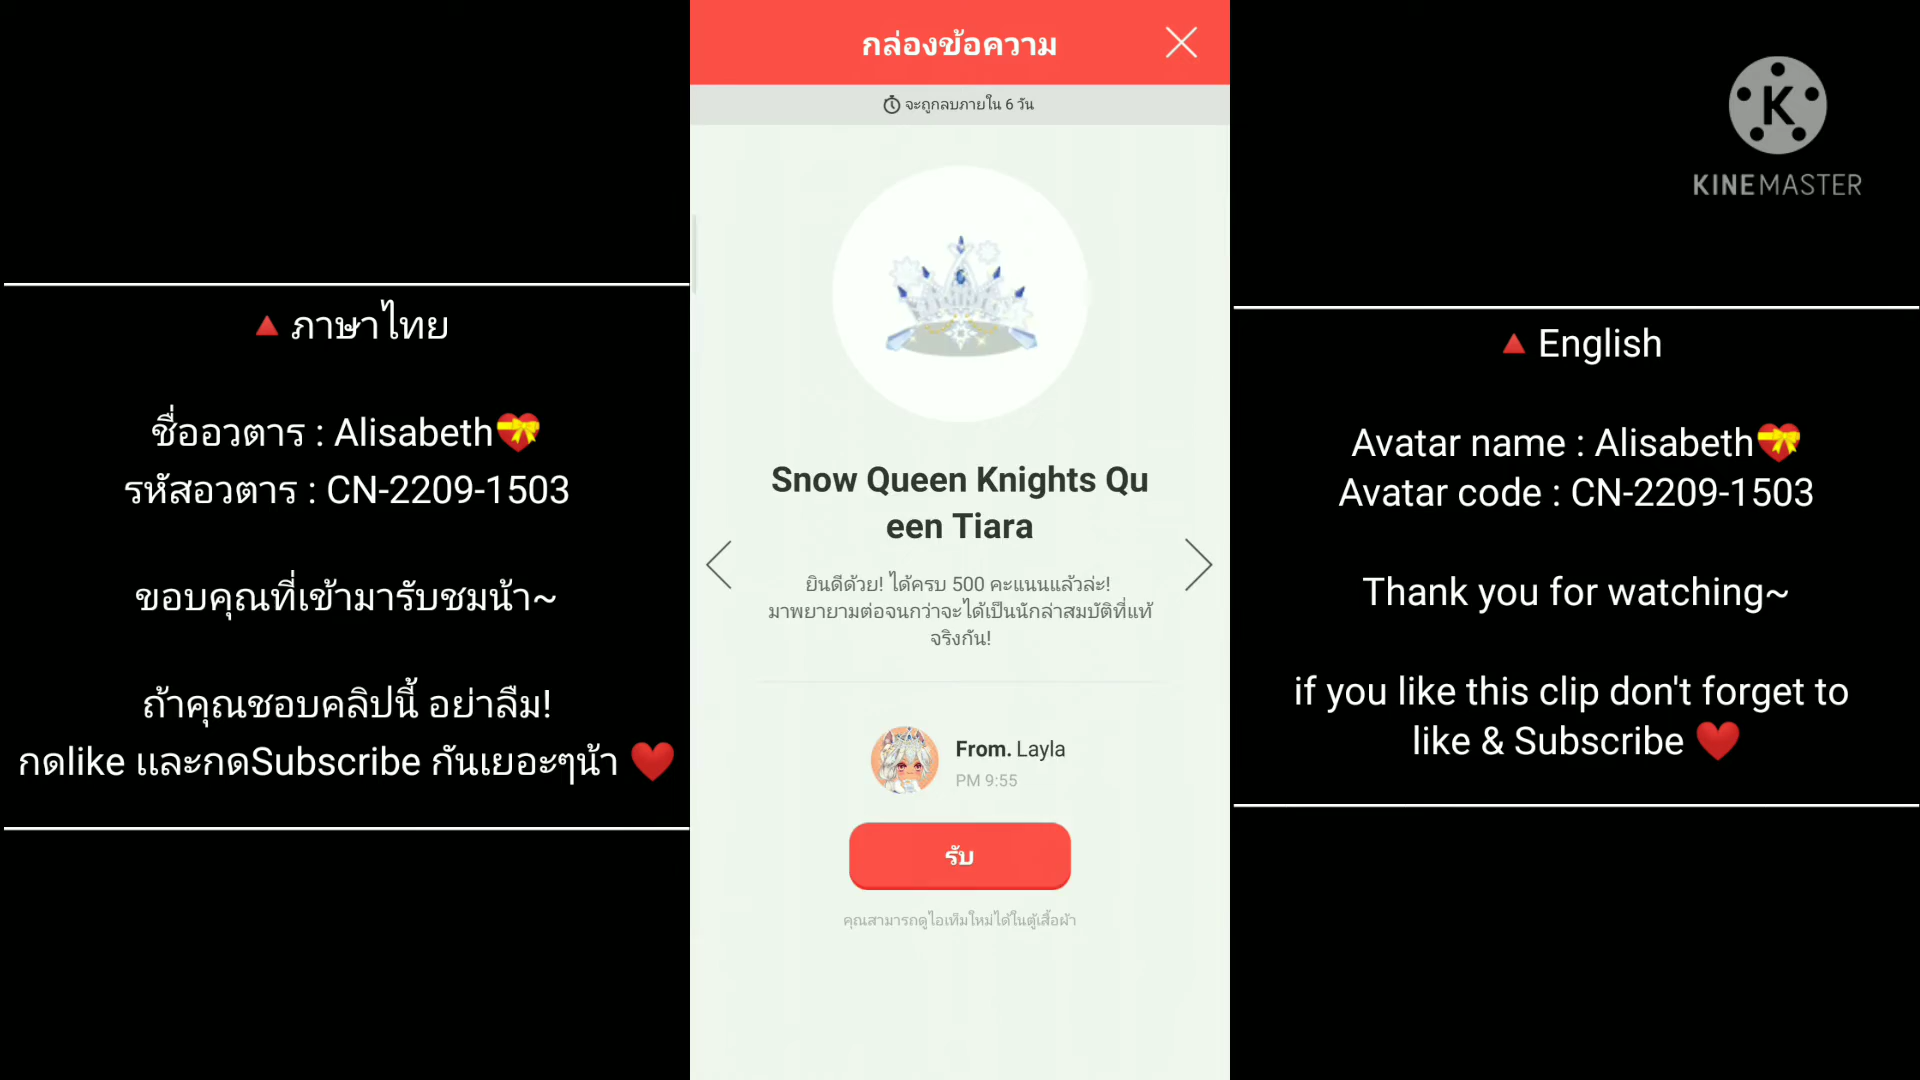 กล่องข้อความ
จะถูกลบภายใน 6 วัน
KINEMASTER
🔺ภาษาไทย
ชื่ออวตาร : Alisabeth💝
รหัสอวตาร : CN-2209-1503
ขอบคุณที่เข้ามารับชมน้า~
ถ้าคุณชอบคลิปนี้ อย่าลืม!
กดlike และกดSubscribe กันเยอะๆน้า ❤️
Snow Queen Knights Qu
een Tiara
ยินดีด้วย! ได้ครบ 500 คะแนนแล้วล่ะ!
มาพยายามต่อจนกว่าจะได้เป็นนักล่าสมบัติที่แท้
จริงกัน!
From. Layla
PM 9:55
รับ
คุณสามารถดูไอเท็มใหม่ได้ในตู้เสื้อผ้า
🔺English
Avatar name : Alisabeth💝
Avatar code : CN-2209-1503
Thank you for watching~
if you like this clip don't forget to
like & Subscribe ❤️